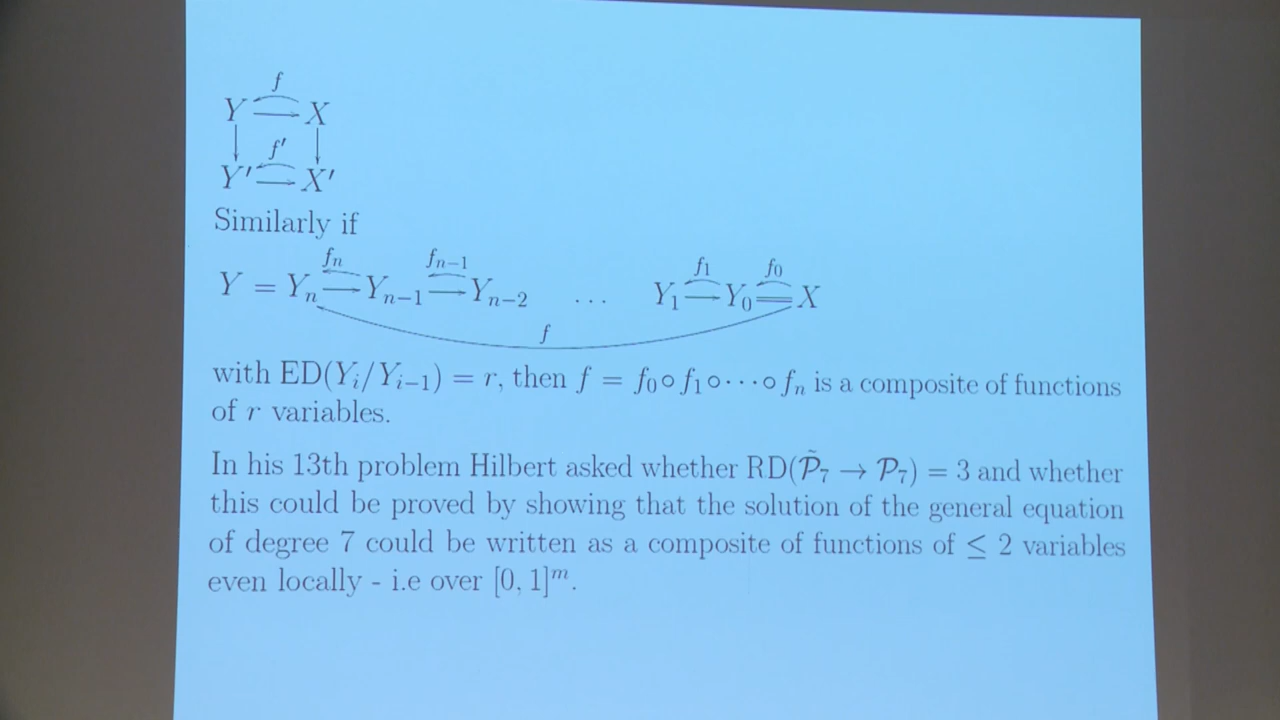 f
Y X
f′
Y′ X′
Similarly if
fₙ fₙ₋₁ f₁ f₀
Y = Yₙ Yₙ₋₁ Yₙ₋₂ ... Y₁ Y₀ X
f
with ED(Yᵢ/Yᵢ₋₁) = r, then f = f₀∘f₁∘⋯∘fₙ is a composite of functions
of r variables.
In his 13th problem Hilbert asked whether RD(𝒫̃₇ → 𝒫₇) = 3 and whether
this could be proved by showing that the solution of the general equation
of degree 7 could be written as a composite of functions of ≤ 2 variables
even locally - i.e over [0, 1]ᵐ.